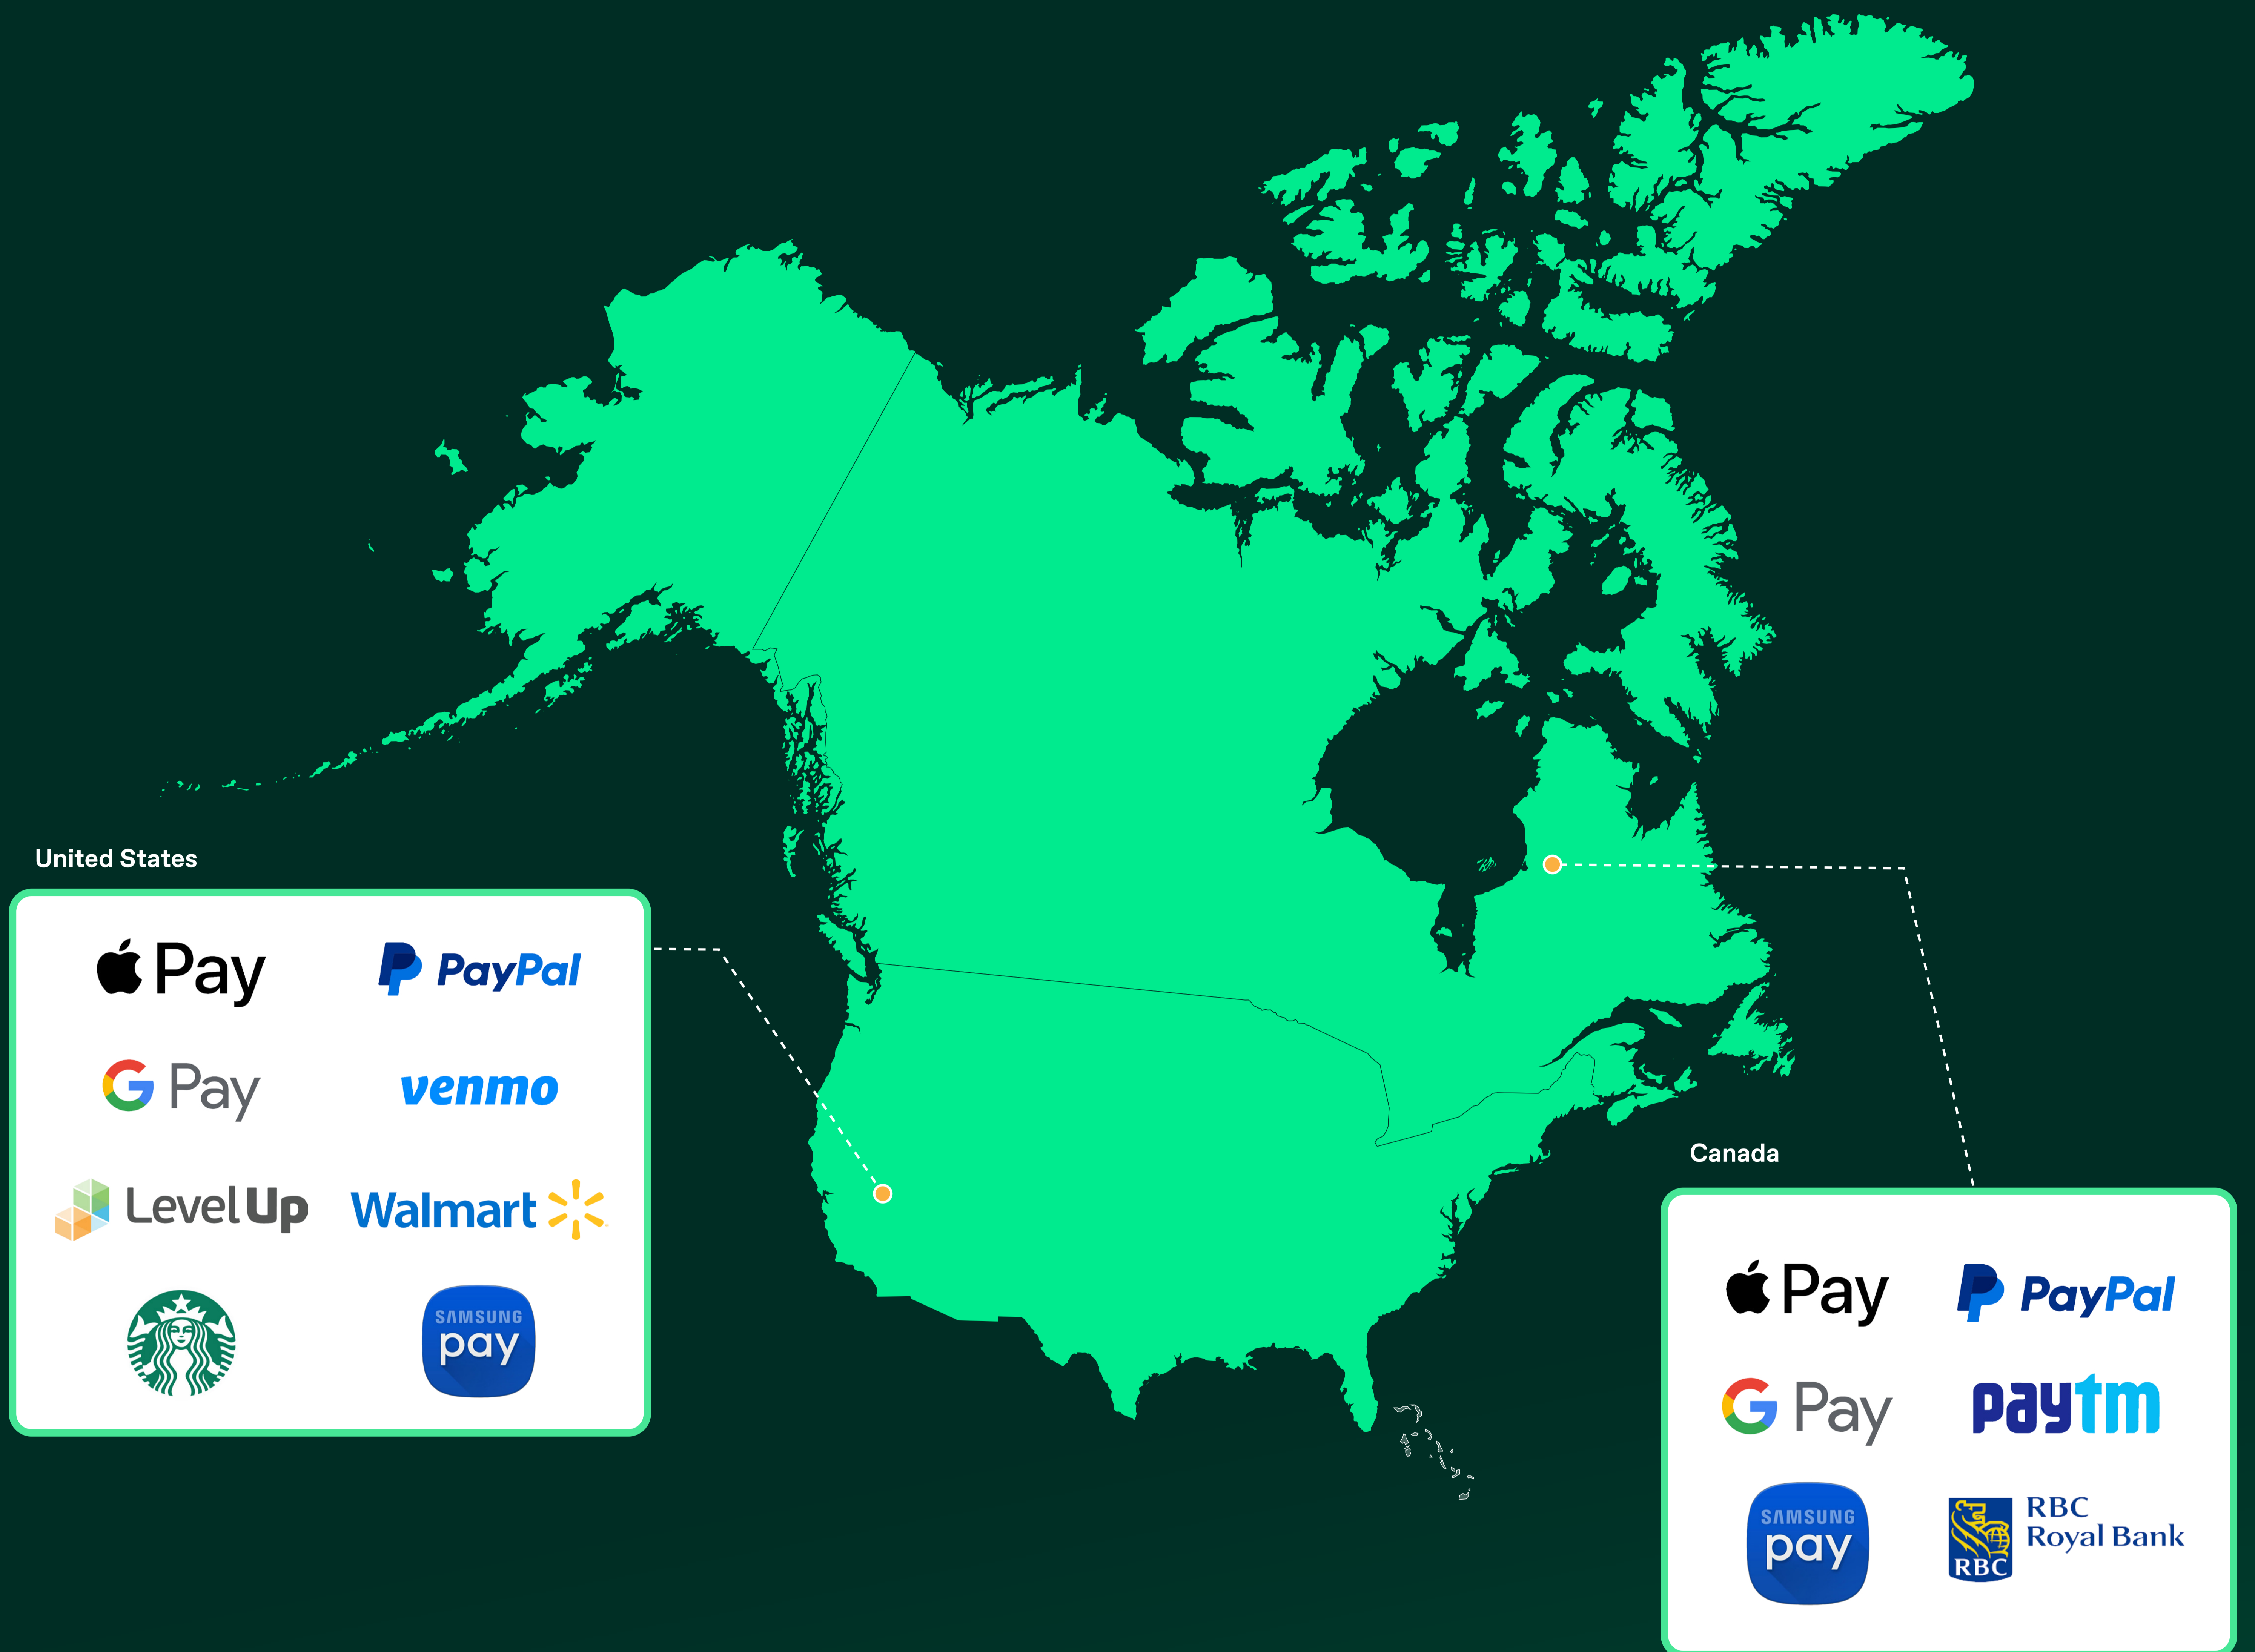 United States
Pay
PayPal
G Pay
venmo
LevelUp
Walmart
SAMSUNG
pay
Canada
Pay
PayPal
G Pay
paytm
SAMSUNG
pay
RBC
Royal Bank
RBC